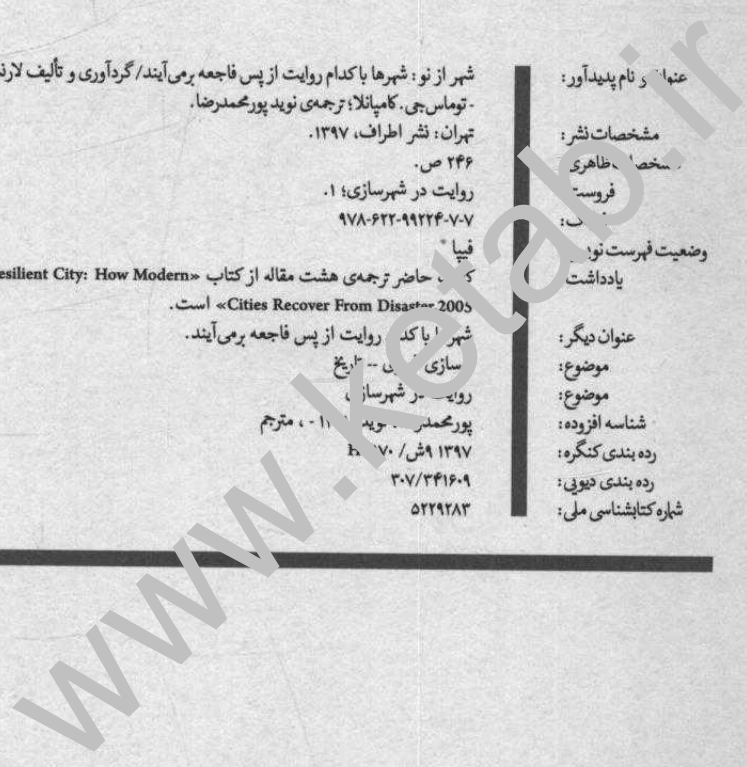 عنوان و نام پدیدآور: شهر از نو: شهرها با کدام روایت از پس فاجعه برمی‌آیند/ گردآوری و تألیف
- توماس جی. کامپانلا؛ ترجمه‌ی نوید پورمحمدرضا.
مشخصات نشر: تهران: نشر اطراف، ۱۳۹۷.
مشخصات ظاهری: ۲۴۶ ص.
فروست: روایت در شهرسازی؛ ۱.
۹۷۸-۶۲۲-۹۹۲۲۴-۷-۷
وضعیت فهرست نویسی: فیپا
یادداشت: کتاب حاضر ترجمه‌ی هشت مقاله از کتاب «esilient City: How Modern
Cities Recover From Disaster 2005» است.
عنوان دیگر: شهرها با کدام روایت از پس فاجعه برمی‌آیند.
موضوع: سازی -- تاریخ
موضوع: روایت در شهرسازی
شناسه افزوده: پورمحمدرضا، نوید - ، مترجم
رده بندی کنگره: ۱۳۹۷ ۹ش/
رده بندی دیویی: ۳۰۷/۳۴۱۶۰۹
شماره کتابشناسی ملی: ۵۲۲۹۲۸۳
www.ketab.ir